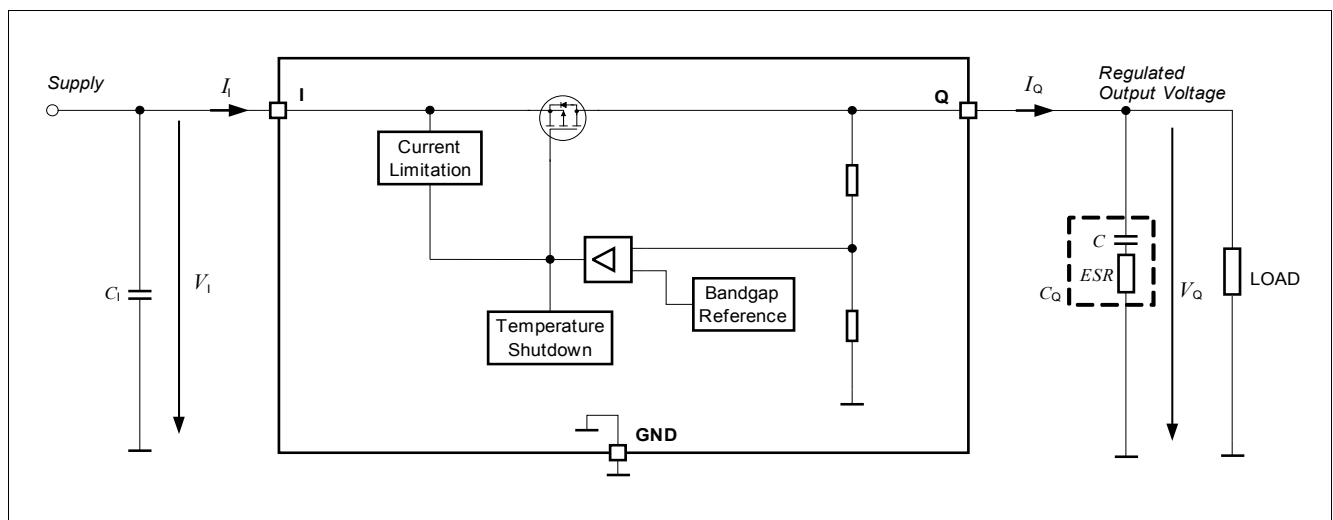 Supply
I_I
I
Q
I_Q
Regulated
Output Voltage
Current
Limitation
C
ESR
C_I
V_I
Bandgap
Reference
C_Q
V_Q
LOAD
Temperature
Shutdown
GND